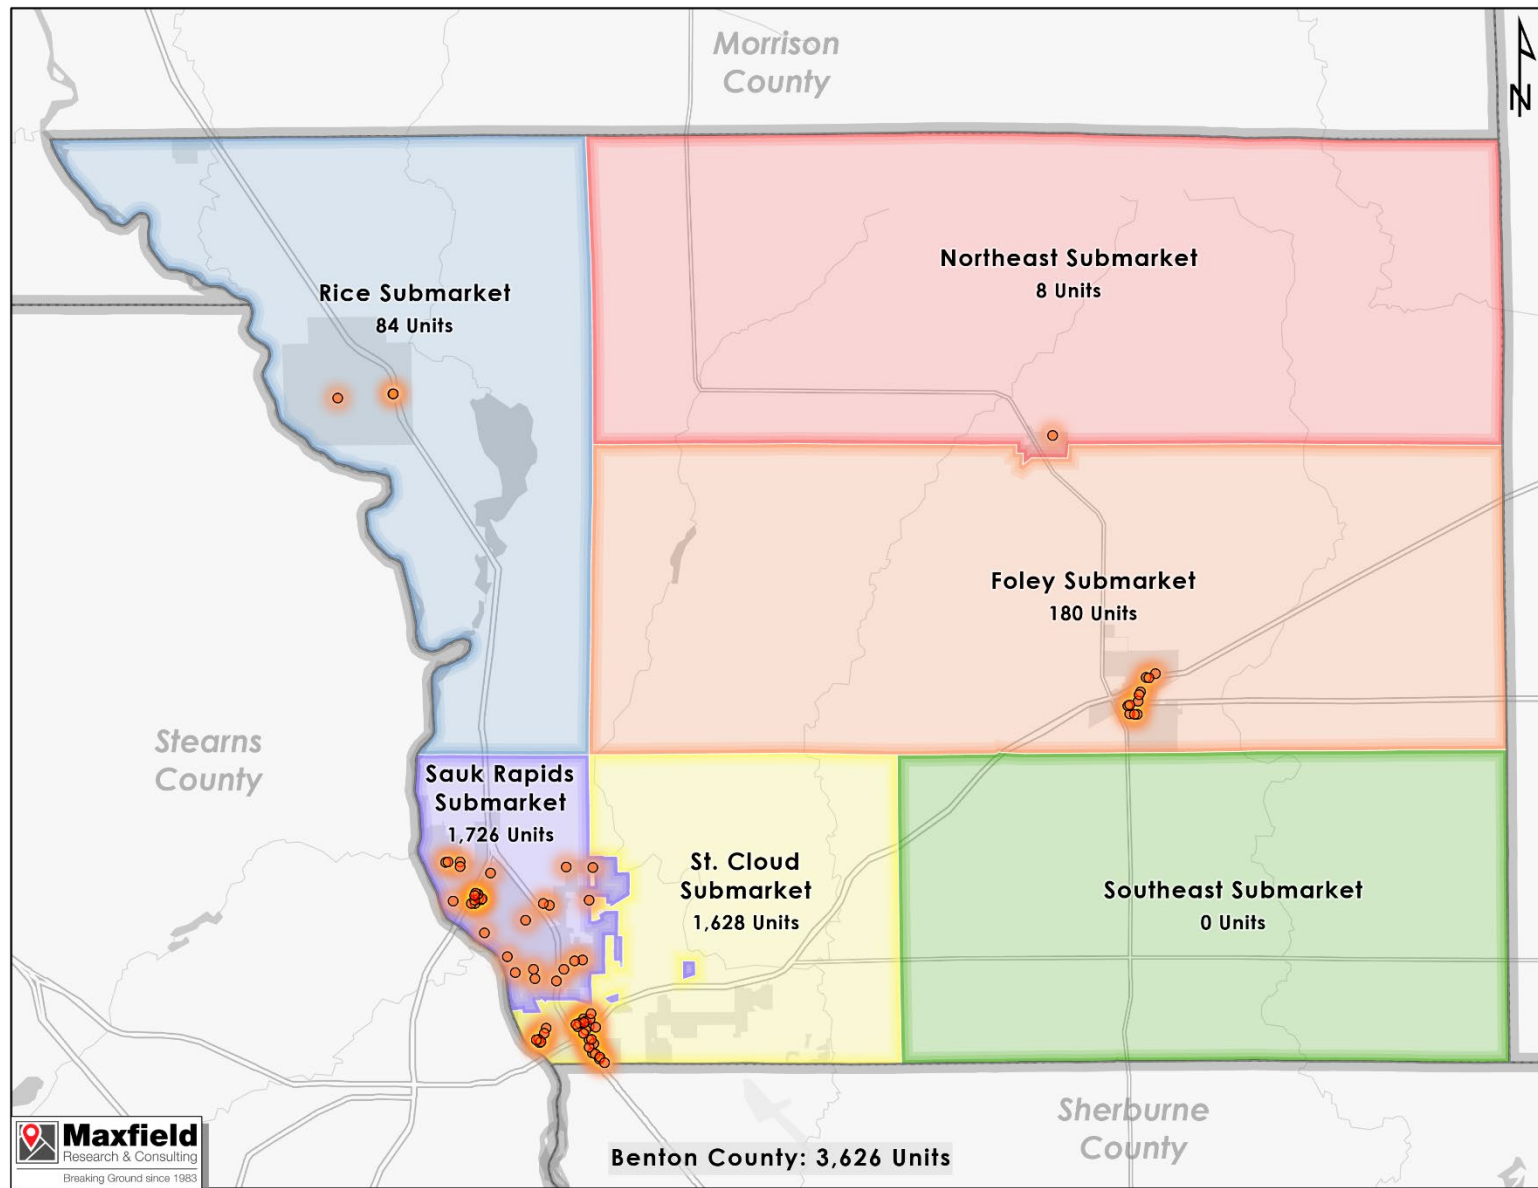 Morrison
County
N
Northeast Submarket
8 Units
Rice Submarket
84 Units
Foley Submarket
180 Units
Stearns
County
Sauk Rapids
Submarket
1,726 Units
St. Cloud
Submarket
1,628 Units
Southeast Submarket
0 Units
Sherburne
County
Maxfield
Research & Consulting
Breaking Ground since 1983
Benton County: 3,626 Units